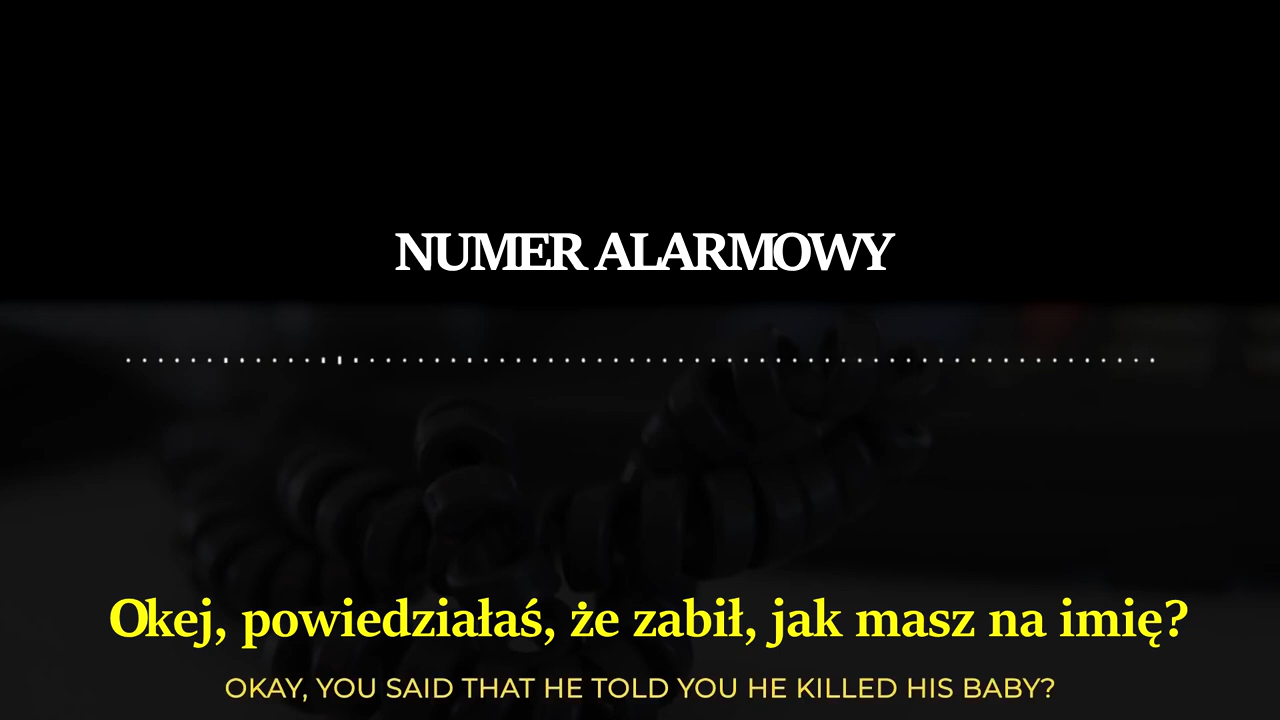 NUMER ALARMOWY
Okej, powiedziałaś, że zabił, jak masz na imię?
OKAY, YOU SAID THAT HE TOLD YOU HE KILLED HIS BABY?